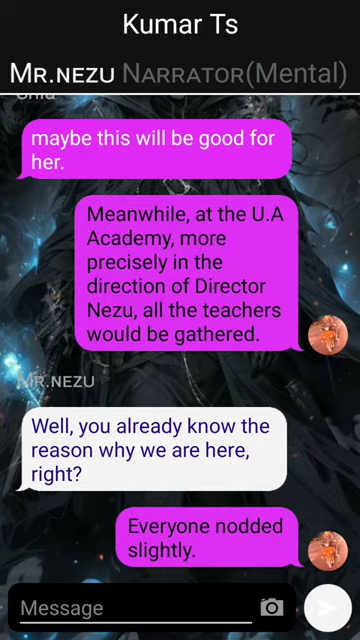 Kumar Ts
MR.NEZU NARRATOR(MENTAL)
maybe this will be good for
her.
Meanwhile, at the U.A
Academy, more
precisely in the
direction of Director
Nezu, all the teachers
would be gathered.
MR.NEZU
Well, you already know the
reason why we are here,
right?
Everyone nodded
slightly.
Message